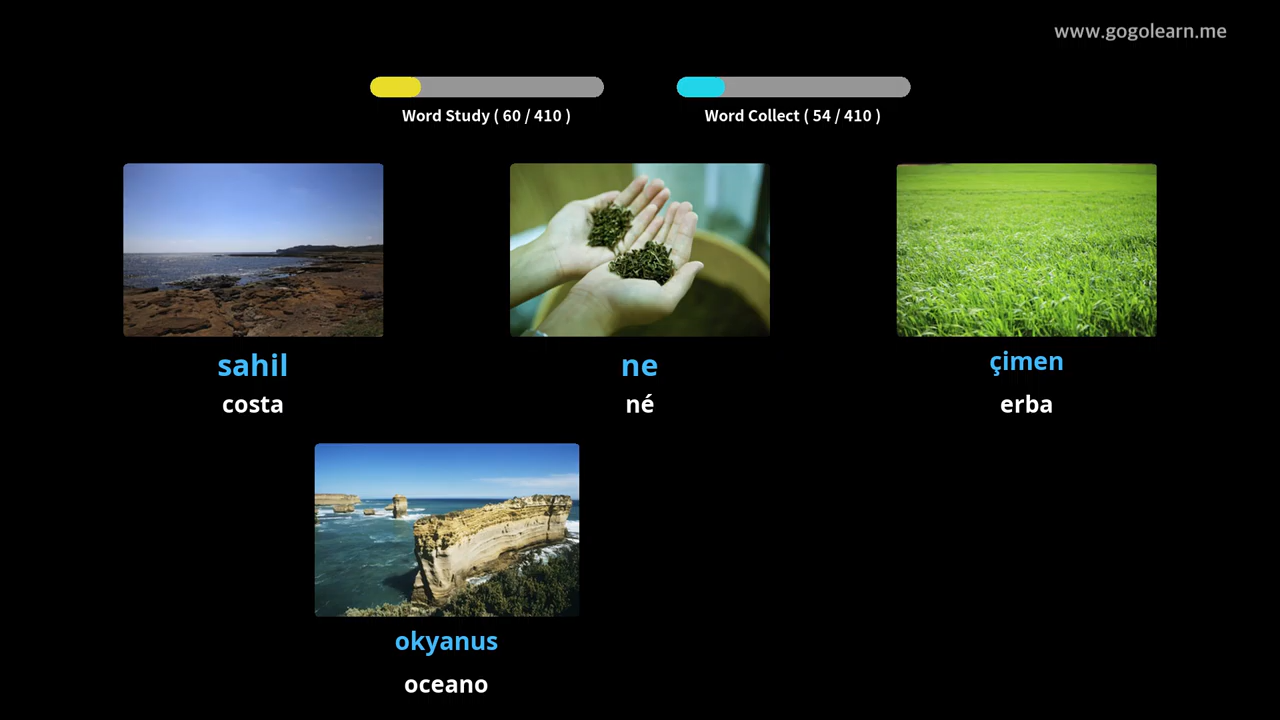 www.gogolearn.me
Word Study ( 60 / 410 )
Word Collect ( 54 / 410 )
sahil
costa
ne
né
çimen
erba
okyanus
oceano